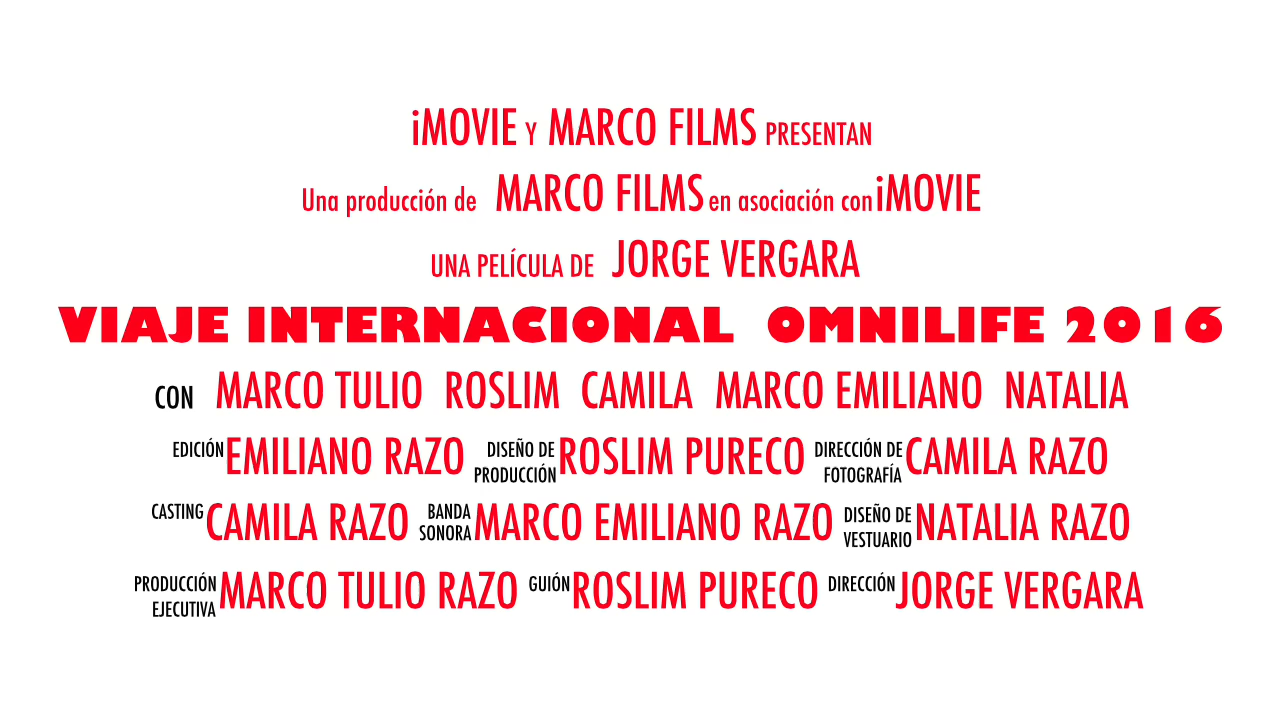 iMOVIE Y MARCO FILMS PRESENTAN
Una producción de MARCO FILMS en asociación con iMOVIE
UNA PELÍCULA DE JORGE VERGARA
VIAJE INTERNACIONAL OMNILIFE 2016
CON MARCO TULIO ROSLIM CAMILA MARCO EMILIANO NATALIA
EDICIÓN EMILIANO RAZO DISEÑO DE PRODUCCIÓN ROSLIM PURECO DIRECCIÓN DE FOTOGRAFÍA CAMILA RAZO
CASTING CAMILA RAZO BANDA SONORA MARCO EMILIANO RAZO DISEÑO DE VESTUARIO NATALIA RAZO
PRODUCCIÓN EJECUTIVA MARCO TULIO RAZO GUIÓN ROSLIM PURECO DIRECCIÓN JORGE VERGARA